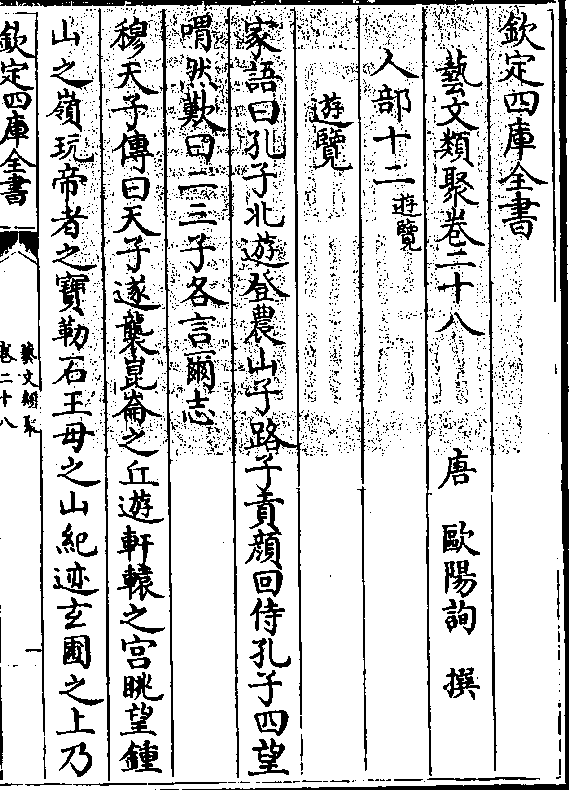 欽定四庫全書
藝文類聚卷二十八
唐 歐陽詢 撰
人部十二 遊覽
遊覽
家語曰孔子北遊登農山子路子貢顔回侍孔子四望
喟然歎曰二三子各言爾志
穆天子傳曰天子遂襲崑崙之丘遊軒轅之宫眺望鍾
山之嶺玩帝者之寶勒石王母之山紀迹玄圃之上乃
欽定四庫全書
藝文類聚
卷二十八
一